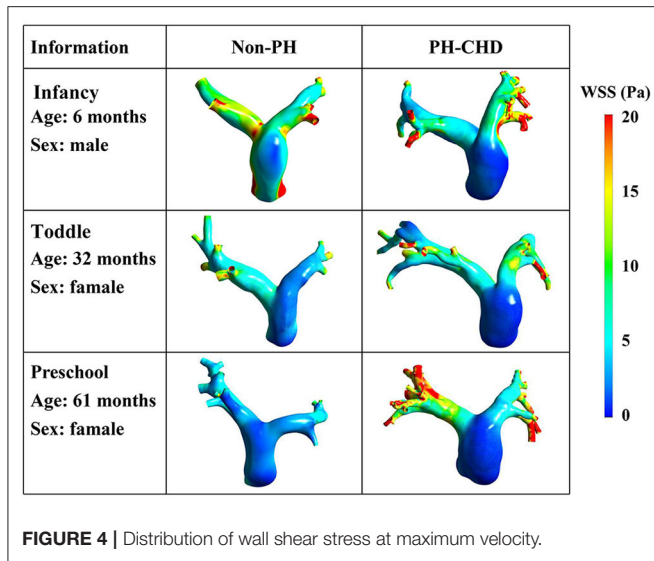 Information Non-PH PH-CHD
Infancy
Age: 6 months
Sex: male
Toddle
Age: 32 months
Sex: famale
Preschool
Age: 61 months
Sex: famale
WSS (Pa)
20
15
10
5
0
FIGURE 4 | Distribution of wall shear stress at maximum velocity.